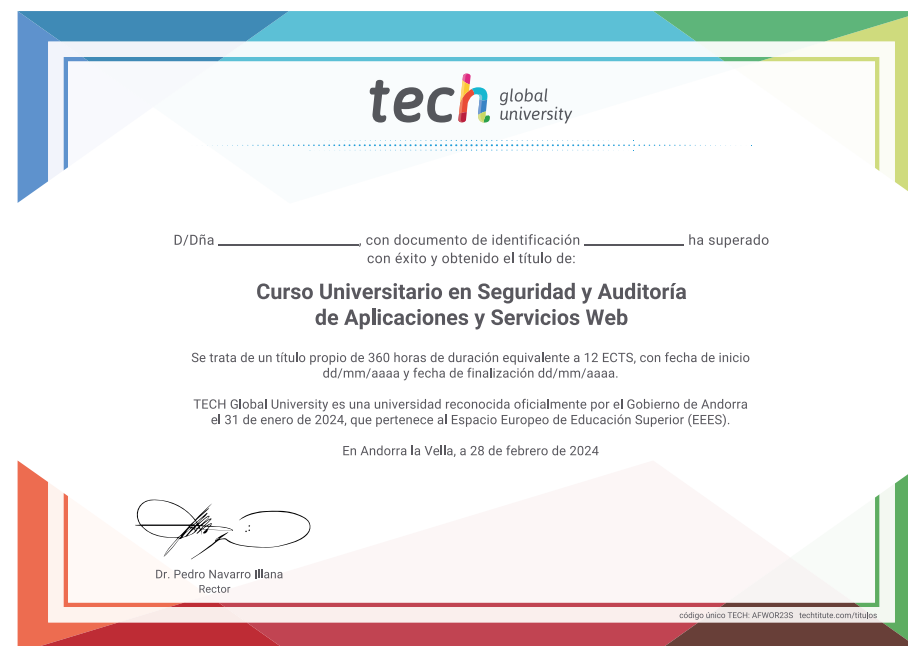 tech global university
D/Dña ____________________, con documento de identificación ______________ ha superado
con éxito y obtenido el título de:
Curso Universitario en Seguridad y Auditoría
de Aplicaciones y Servicios Web
Se trata de un título propio de 360 horas de duración equivalente a 12 ECTS, con fecha de inicio
dd/mm/aaaa y fecha de finalización dd/mm/aaaa.
TECH Global University es una universidad reconocida oficialmente por el Gobierno de Andorra
el 31 de enero de 2024, que pertenece al Espacio Europeo de Educación Superior (EEES).
En Andorra la Vella, a 28 de febrero de 2024
Dr. Pedro Navarro Illana
Rector
código único TECH: AFWOR23S techtitute.com/titulos